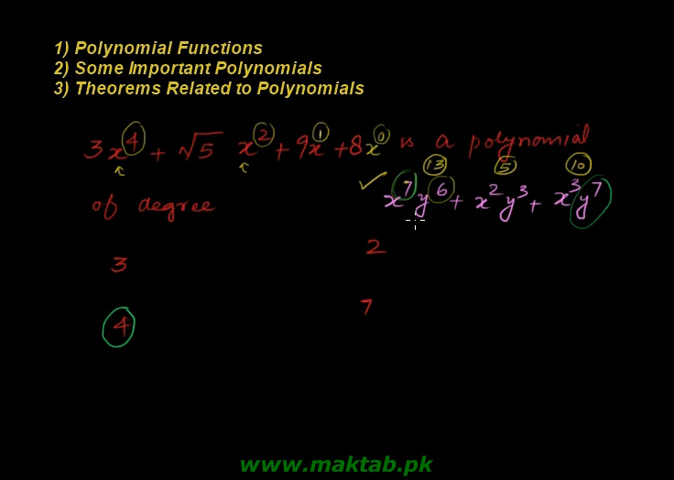 1) Polynomial Functions
2) Some Important Polynomials
3) Theorems Related to Polynomials
3x⁴ + √5 x² + 9x¹ + 8x⁰ is a polynomial
13 5 10
of degree ✓ x⁷y⁶ + x²y³ + x³y⁷
3 2
4 7
www.maktab.pk